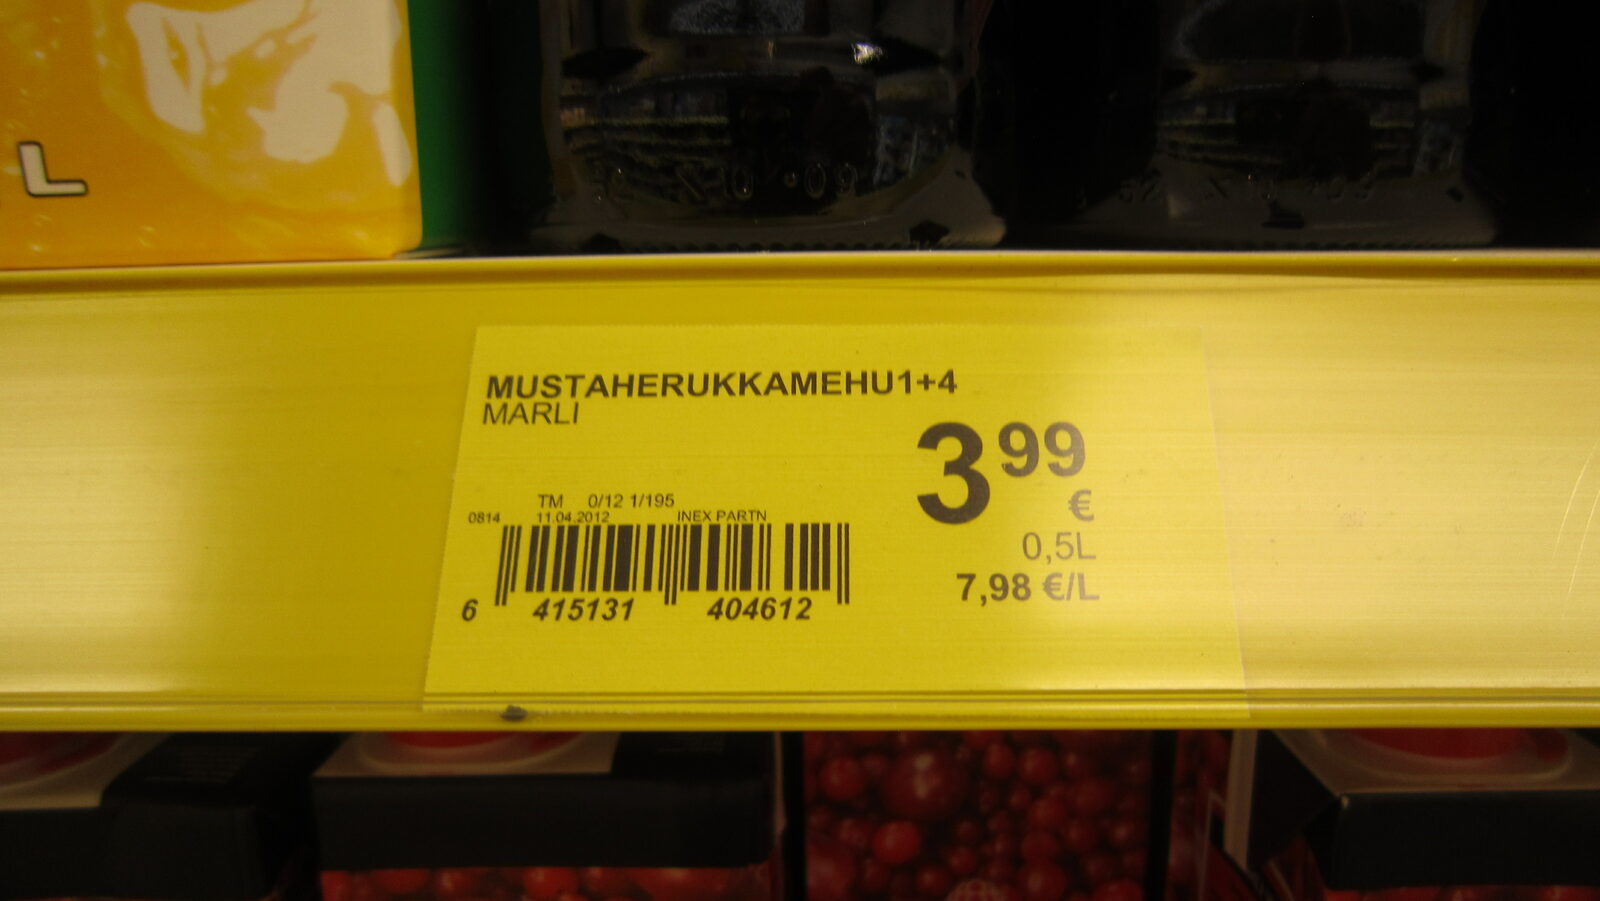 L
MUSTAHERUKKAMEHU1+4
MARLI
3 99
€
0,5L
7,98 €/L
TM 0/12 1/195
0814 11.04.2012 INEX PARTN
6 415131 404612